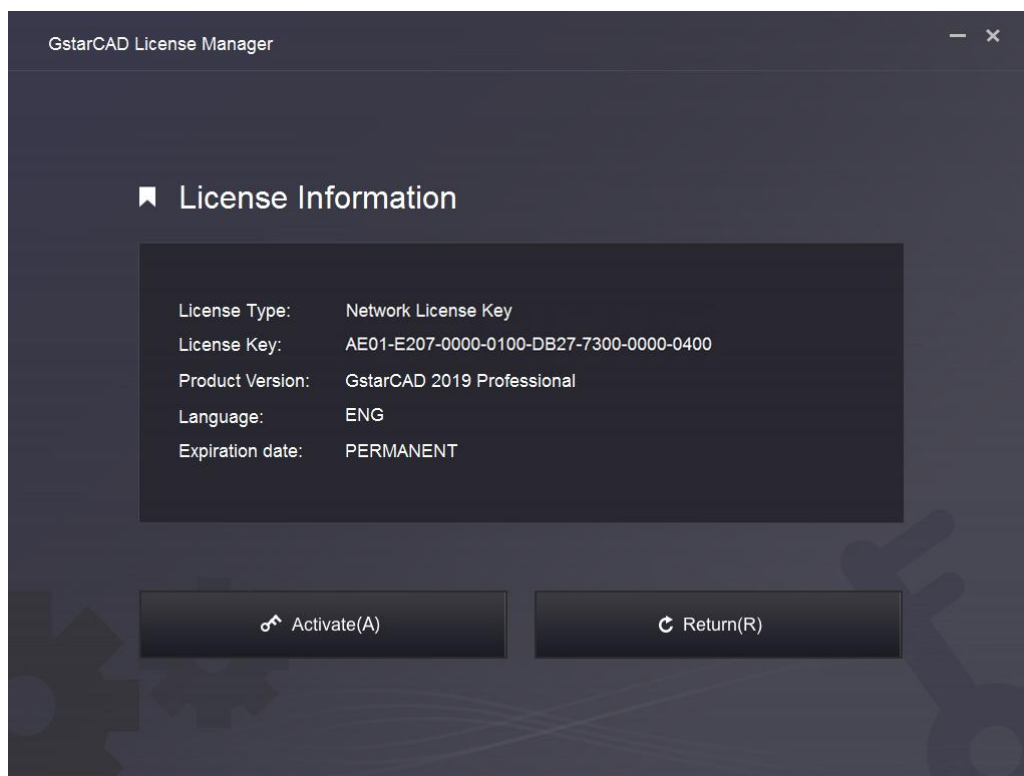 GstarCAD License Manager
License Information
License Type: Network License Key
License Key: AE01-E207-0000-0100-DB27-7300-0000-0400
Product Version: GstarCAD 2019 Professional
Language: ENG
Expiration date: PERMANENT
Activate(A) Return(R)